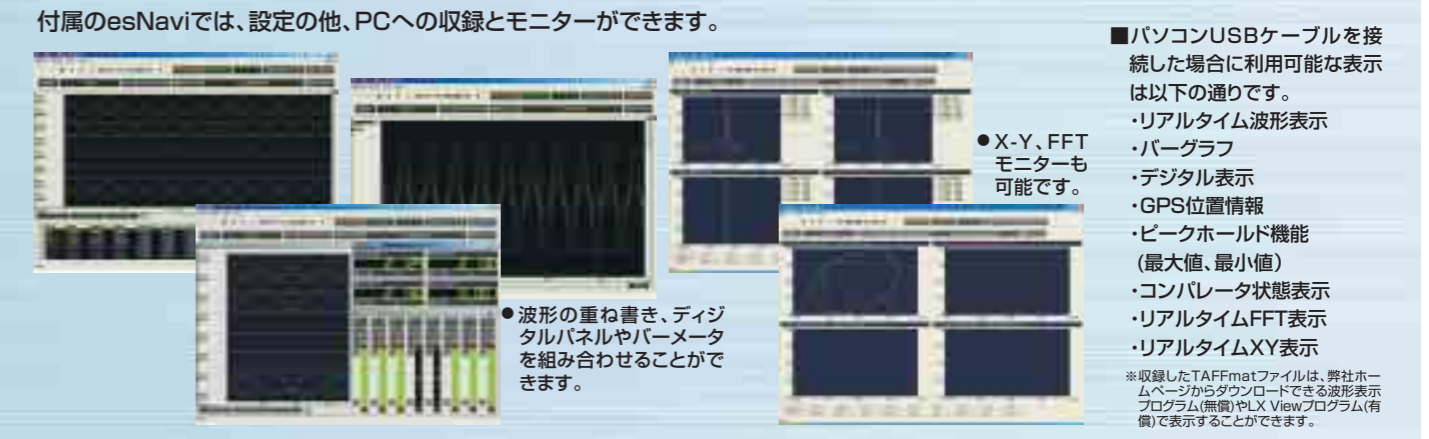 付属のesNaviでは、設定の他、PCへの収録とモニターができます。
●波形の重ね書き、ディジ
タルパネルやバーメータ
を組み合わせることがで
きます。
●X-Y、FFT
モニターも
可能です。
■パソコンUSBケーブルを接
続した場合に利用可能な表示
は以下の通りです。
・リアルタイム波形表示
・バーグラフ
・デジタル表示
・GPS位置情報
・ピークホールド機能
(最大値、最小値)
・コンパレータ状態表示
・リアルタイムFFT表示
・リアルタイムXY表示
※収録したTAFFmatファイルは、弊社ホー
ムページからダウンロードできる波形表示
プログラム(無償)やLX Viewプログラム(有
償)で表示することができます。